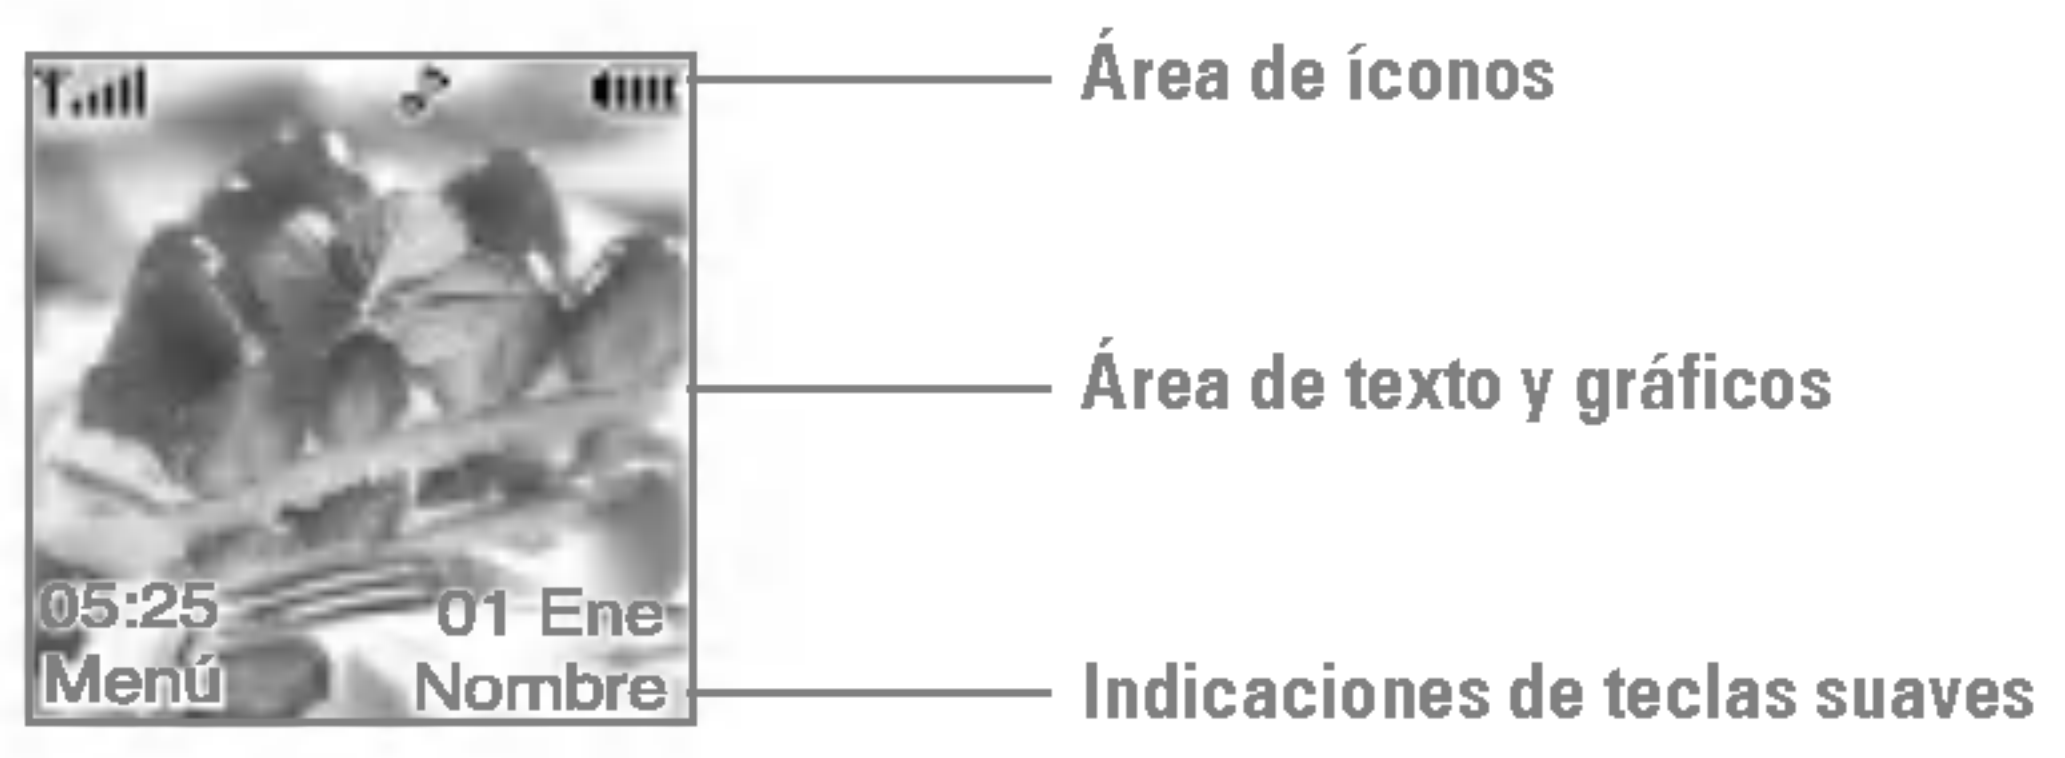 Área de íconos
Área de texto y gráficos
05:25 01 Ene
Menú Nombre
Indicaciones de teclas suaves